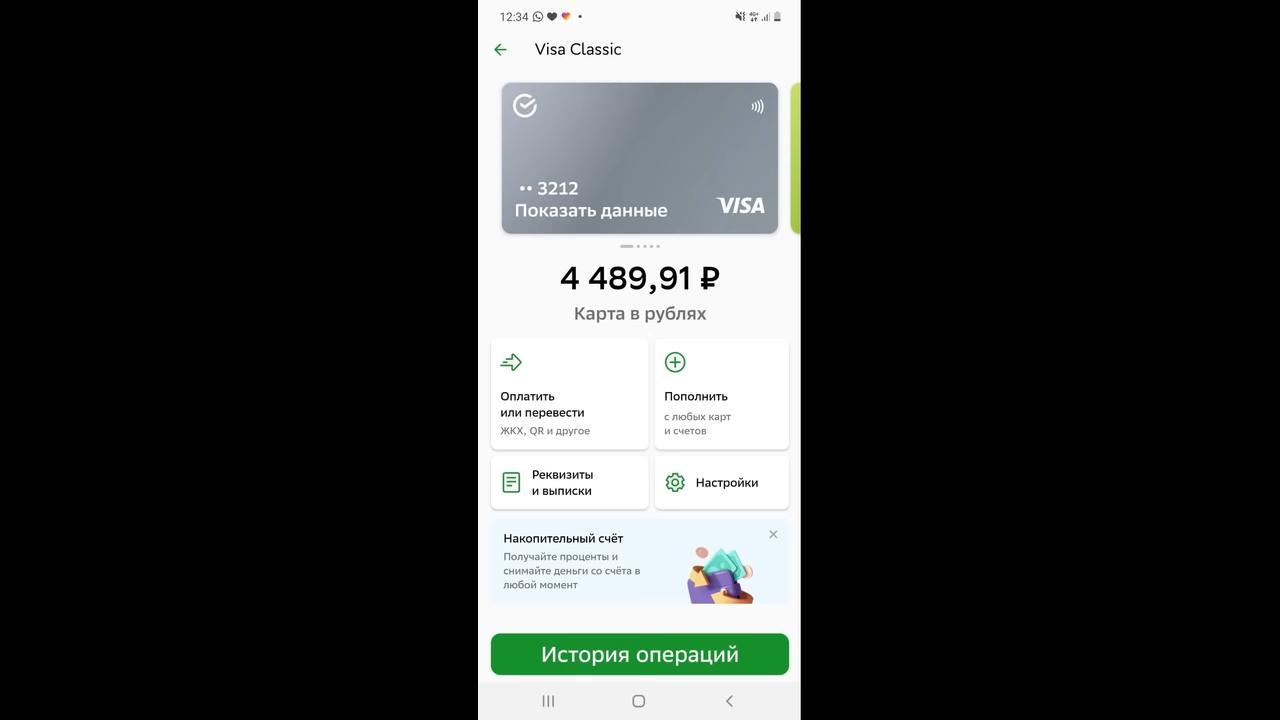 12:34
Visa Classic
•• 3212
Показать данные
VISA
4 489,91 ₽
Карта в рублях
Оплатить
или перевести
ЖКХ, QR и другое
Пополнить
с любых карт
и счетов
Реквизиты
и выписки
Настройки
Накопительный счёт
Получайте проценты и
снимайте деньги со счёта в
любой момент
История операций